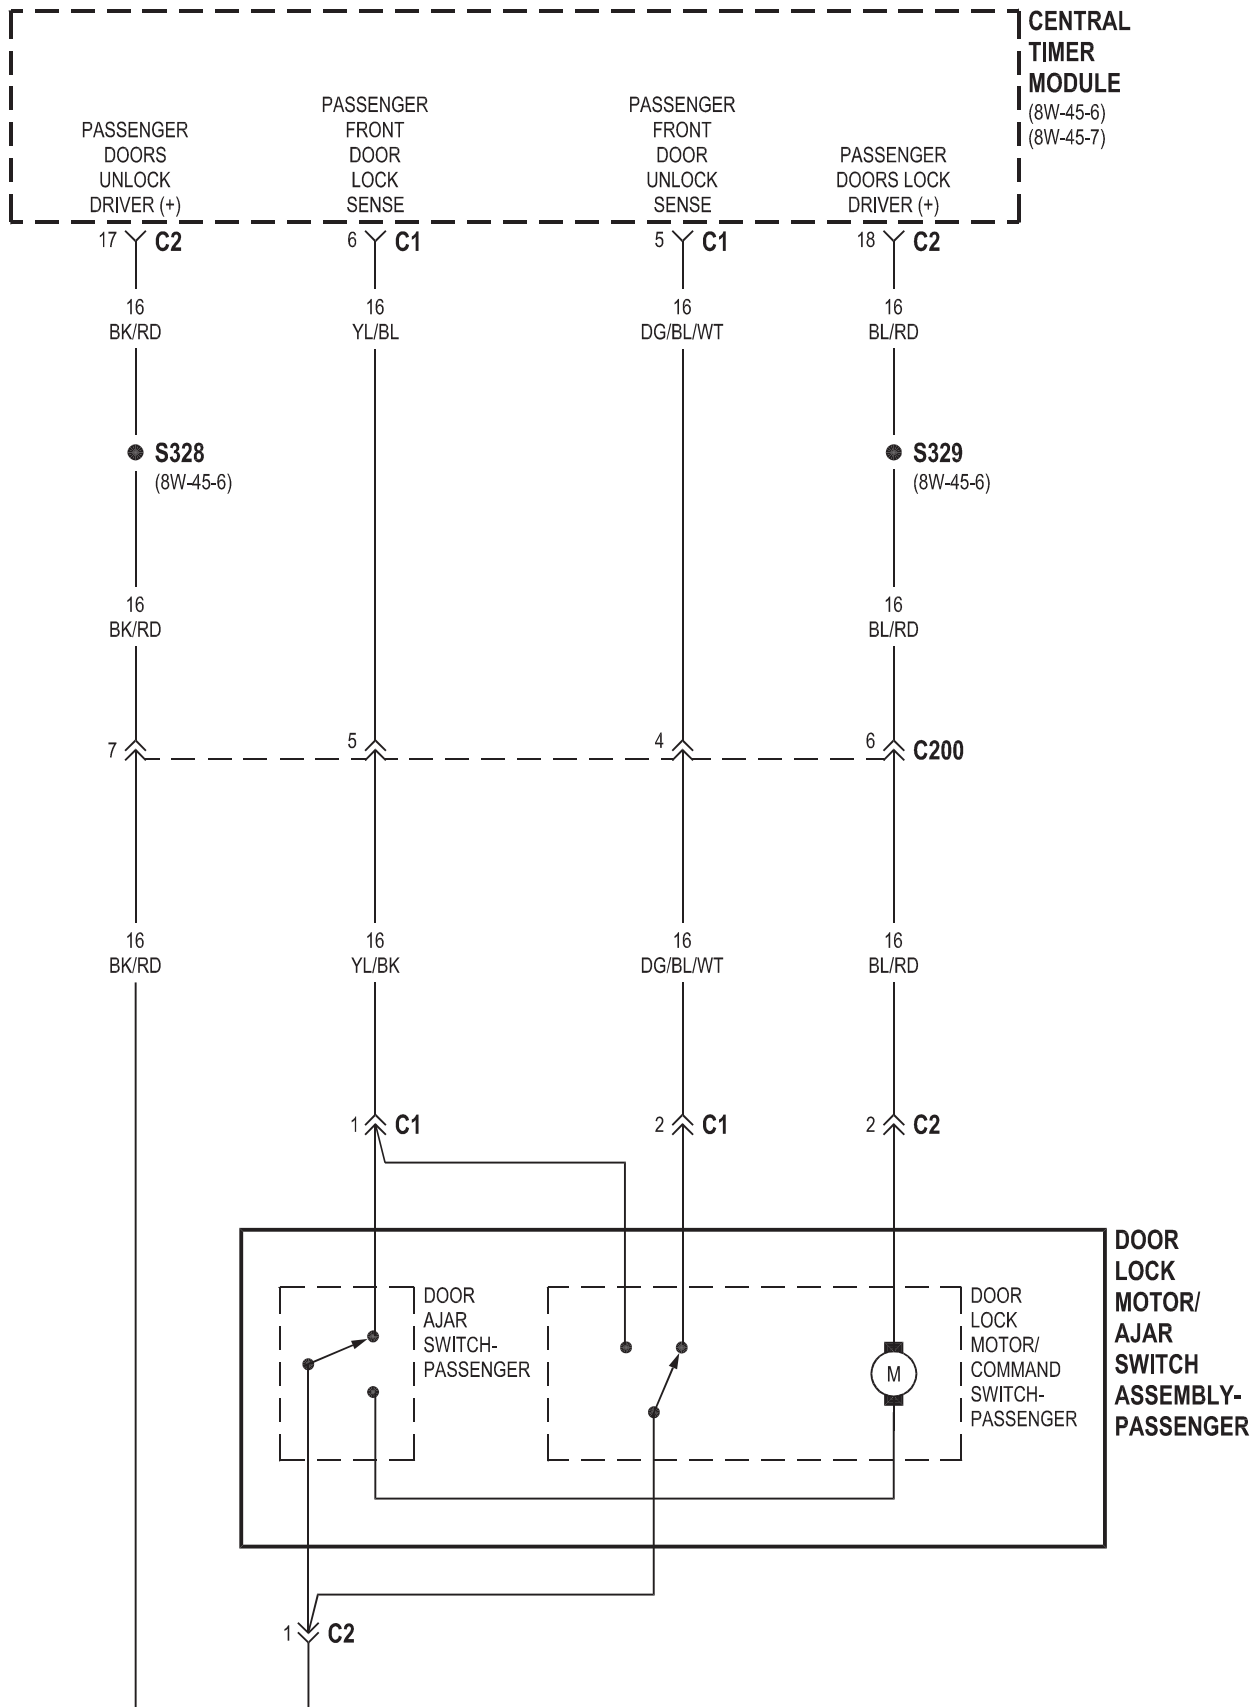 CENTRAL
TIMER
MODULE
(8W-45-6)
(8W-45-7)
PASSENGER
DOORS
UNLOCK
DRIVER (+)
PASSENGER
FRONT
DOOR
LOCK
SENSE
PASSENGER
FRONT
DOOR
UNLOCK
SENSE
PASSENGER
DOORS LOCK
DRIVER (+)
17 C2
6 C1
5 C1
18 C2
16
BK/RD
16
YL/BL
16
DG/BL/WT
16
BL/RD
S328
(8W-45-6)
S329
(8W-45-6)
16
BK/RD
16
BL/RD
7
5
4
6 C200
16
BK/RD
16
YL/BK
16
DG/BL/WT
16
BL/RD
1 C1
2 C1
2 C2
DOOR
LOCK
MOTOR/
AJAR
SWITCH
ASSEMBLY-
PASSENGER
DOOR
AJAR
SWITCH-
PASSENGER
M
DOOR
LOCK
MOTOR/
COMMAND
SWITCH-
PASSENGER
1 C2